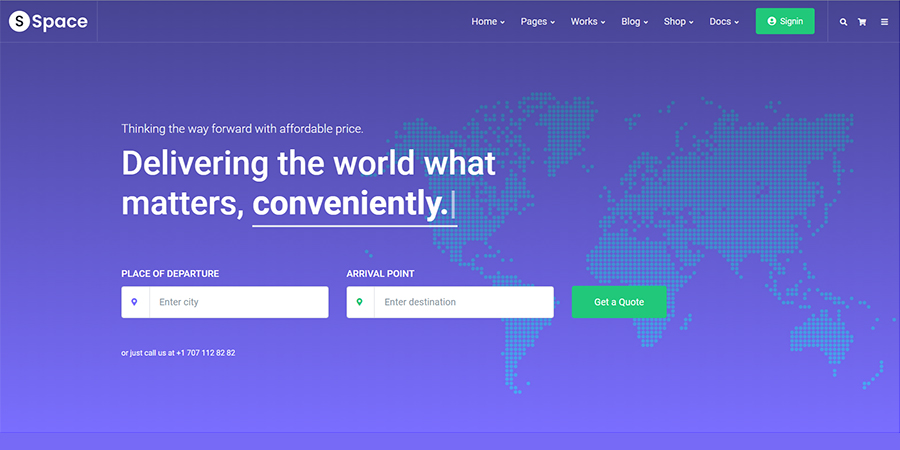 S Space
Home Pages Works Blog Shop Docs Signin
Thinking the way forward with affordable price.
Delivering the world what
matters, conveniently.
PLACE OF DEPARTURE ARRIVAL POINT
Enter city Enter destination Get a Quote
or just call us at +1 707 112 82 82